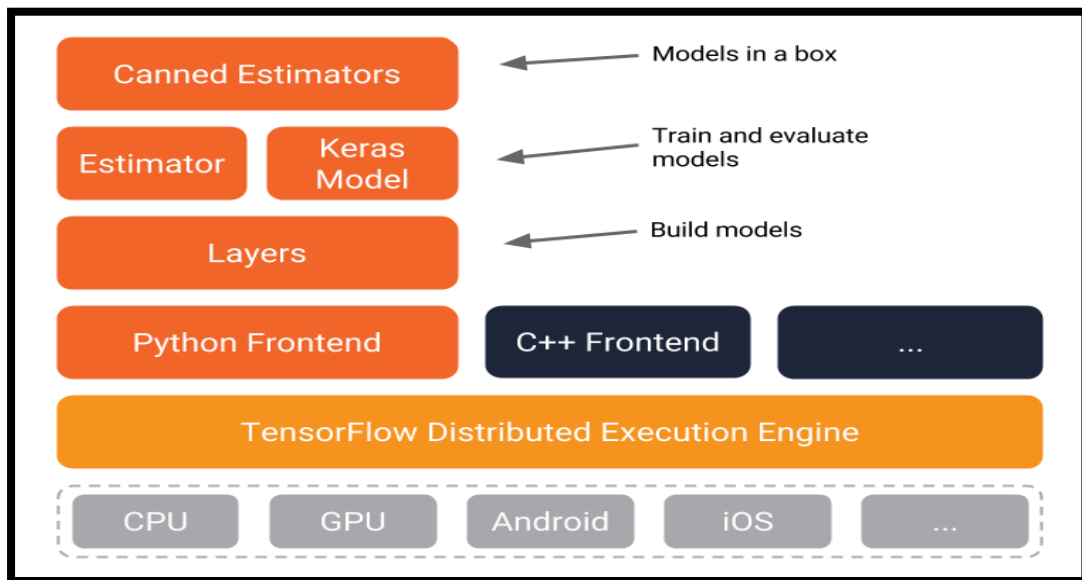 Canned Estimators
Models in a box
Estimator
Keras
Model
Train and evaluate
models
Layers
Build models
Python Frontend
C++ Frontend
...
TensorFlow Distributed Execution Engine
CPU
GPU
Android
iOS
...